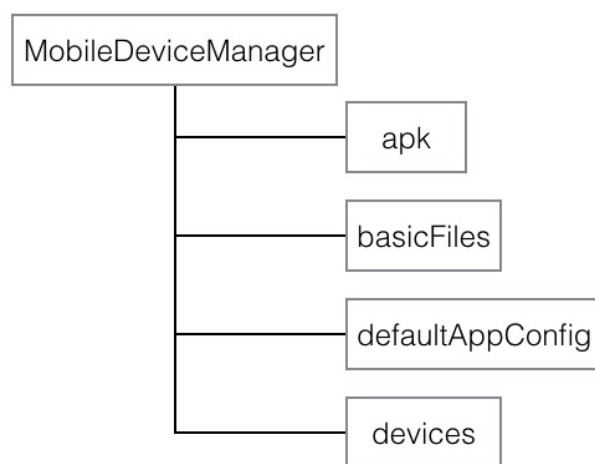 MobileDeviceManager
apk
basicFiles
defaultAppConfig
devices